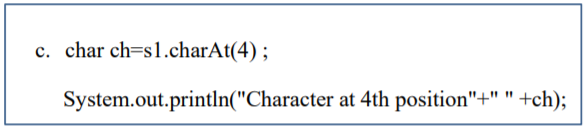 c. char ch=s1.charAt(4) ;
System.out.println("Character at 4th position"+" " +ch);